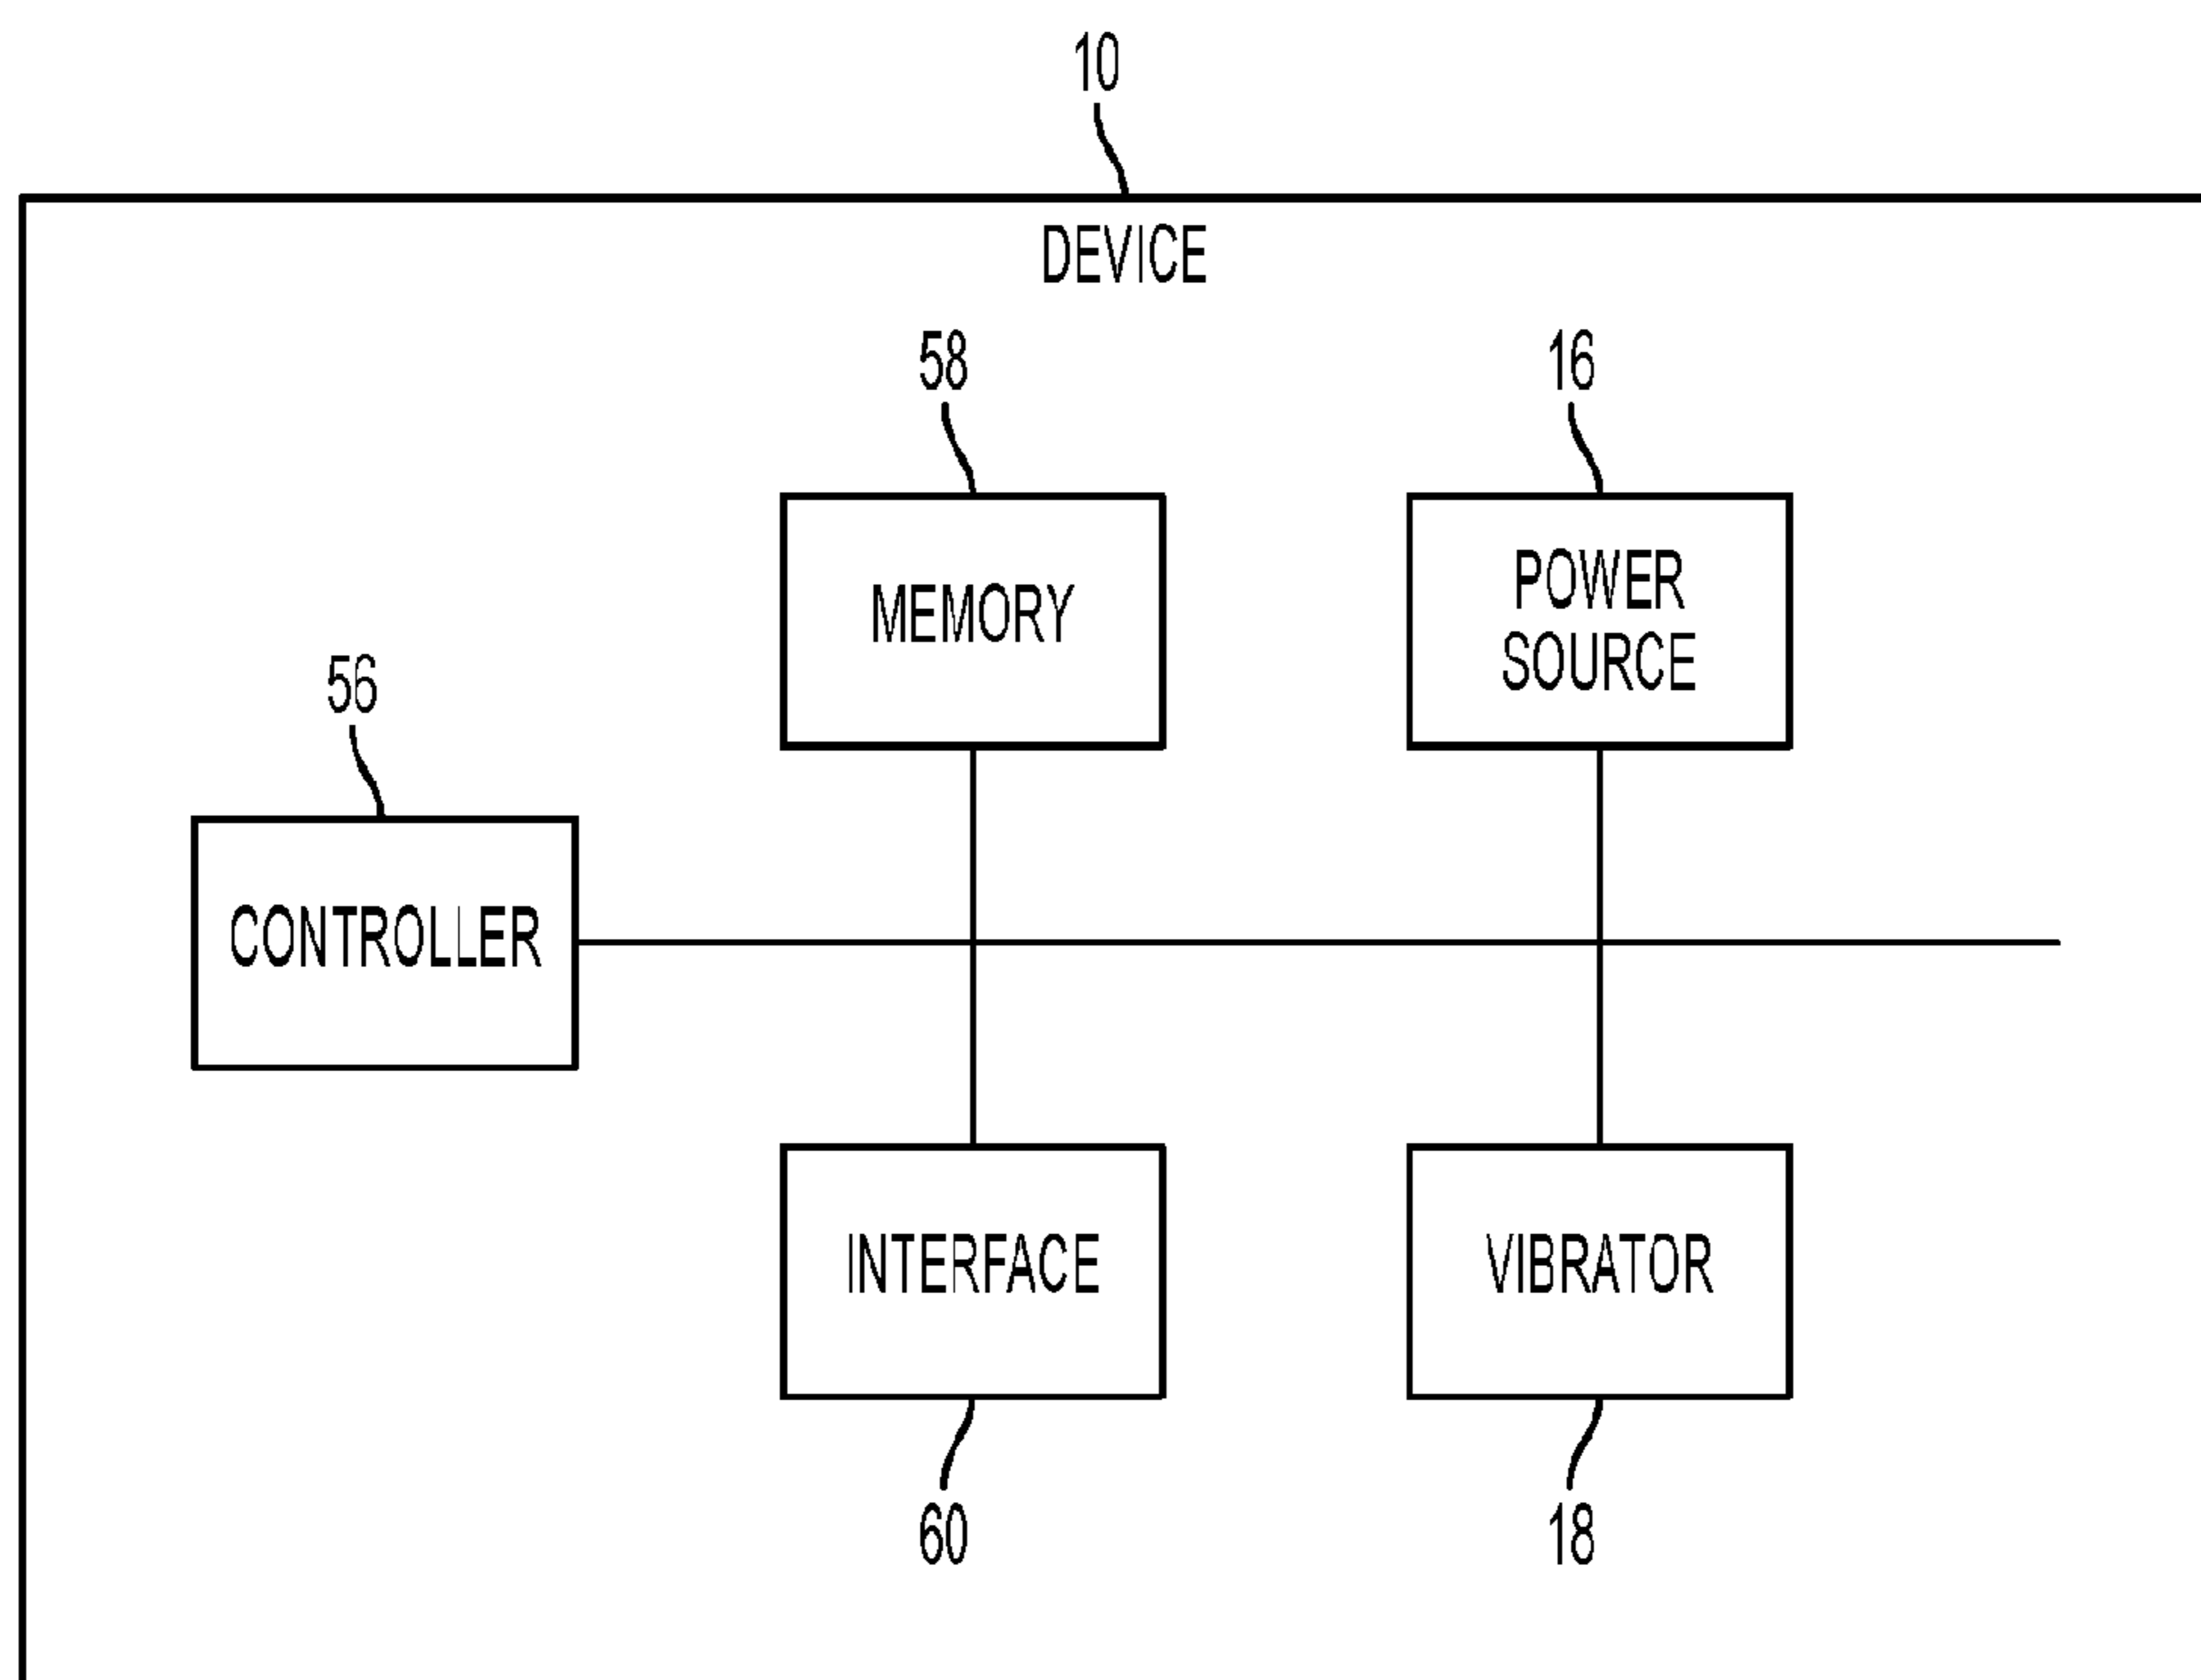 10
DEVICE
58
16
MEMORY
POWER
SOURCE
56
CONTROLLER
INTERFACE
VIBRATOR
60
18